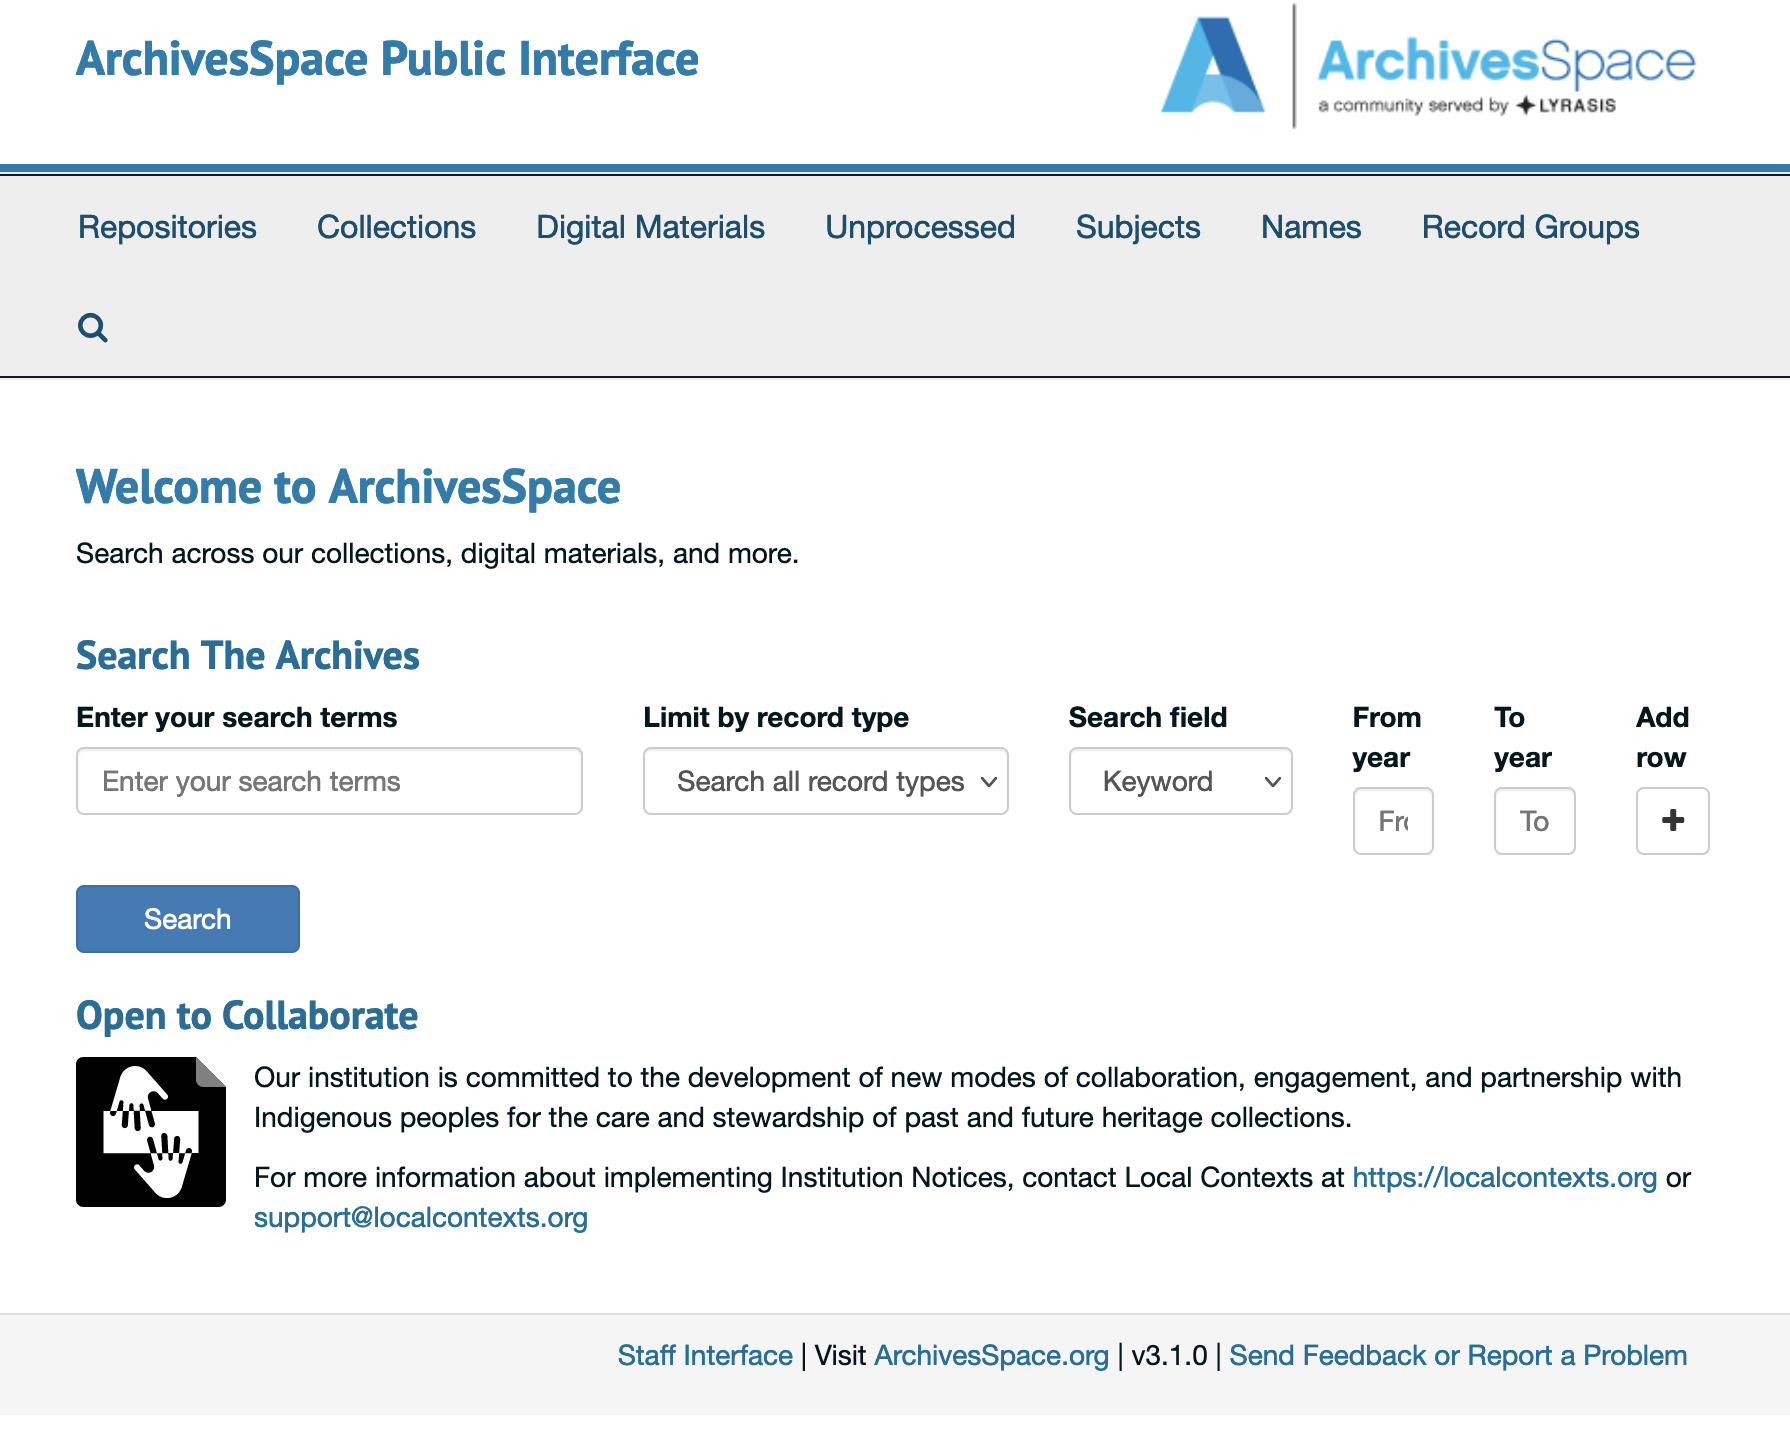 ArchivesSpace Public Interface
ArchivesSpace
a community served by LYRASIS
Repositories Collections Digital Materials Unprocessed Subjects Names Record Groups
Welcome to ArchivesSpace
Search across our collections, digital materials, and more.
Search The Archives
Enter your search terms Limit by record type Search field From year To year Add row
Enter your search terms Search all record types Keyword Fro To
Search
Open to Collaborate
Our institution is committed to the development of new modes of collaboration, engagement, and partnership with
Indigenous peoples for the care and stewardship of past and future heritage collections.
For more information about implementing Institution Notices, contact Local Contexts at https://localcontexts.org or
support@localcontexts.org
Staff Interface | Visit ArchivesSpace.org | v3.1.0 | Send Feedback or Report a Problem